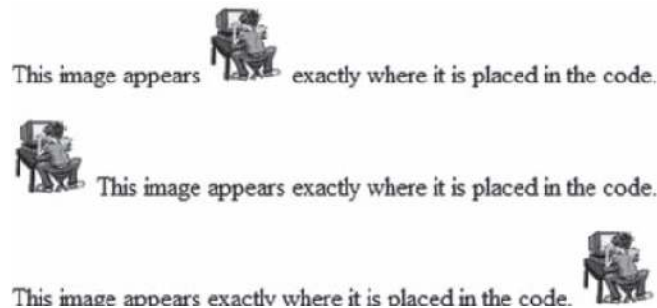 This image appears exactly where it is placed in the code.
This image appears exactly where it is placed in the code.
This image appears exactly where it is placed in the code.